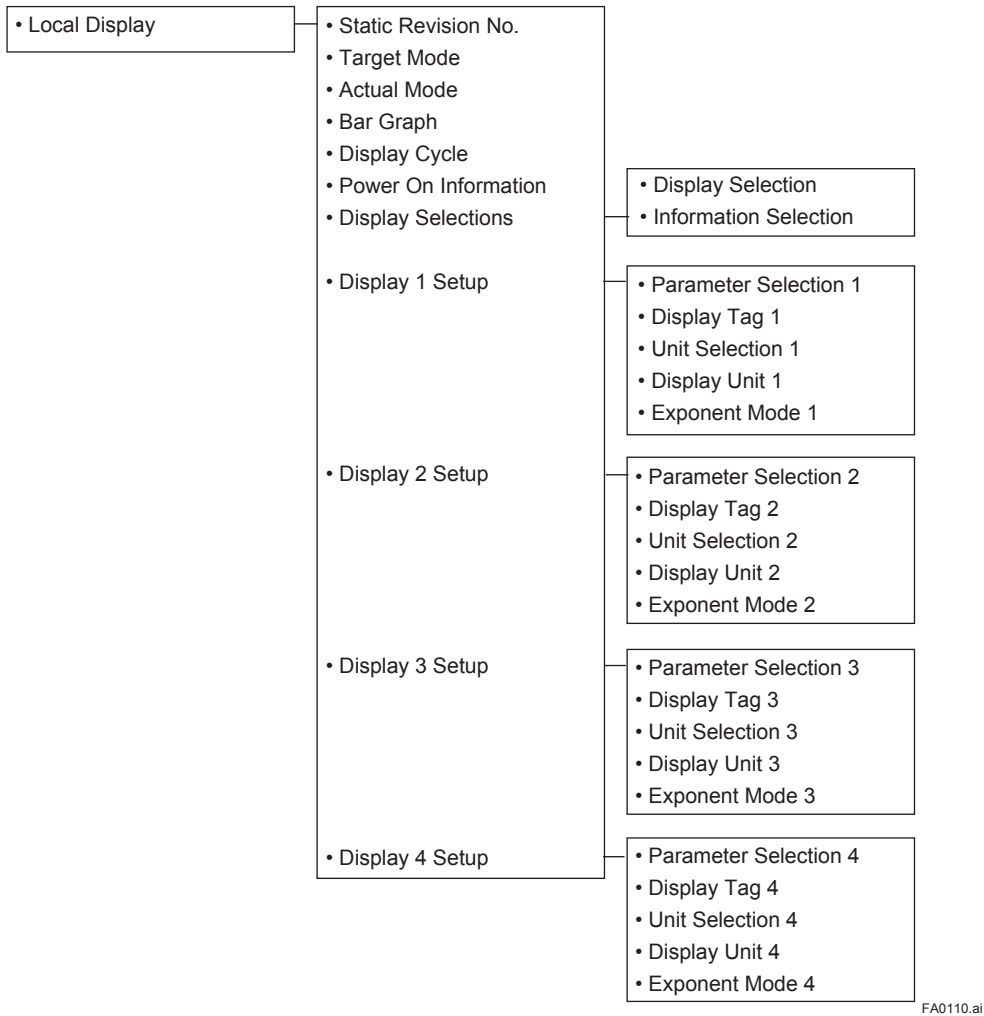 • Local Display
• Static Revision No.
• Target Mode
• Actual Mode
• Bar Graph
• Display Cycle
• Power On Information
• Display Selections
• Display Selection
• Information Selection
• Display 1 Setup
• Parameter Selection 1
• Display Tag 1
• Unit Selection 1
• Display Unit 1
• Exponent Mode 1
• Display 2 Setup
• Parameter Selection 2
• Display Tag 2
• Unit Selection 2
• Display Unit 2
• Exponent Mode 2
• Display 3 Setup
• Parameter Selection 3
• Display Tag 3
• Unit Selection 3
• Display Unit 3
• Exponent Mode 3
• Display 4 Setup
• Parameter Selection 4
• Display Tag 4
• Unit Selection 4
• Display Unit 4
• Exponent Mode 4
FA0110.ai